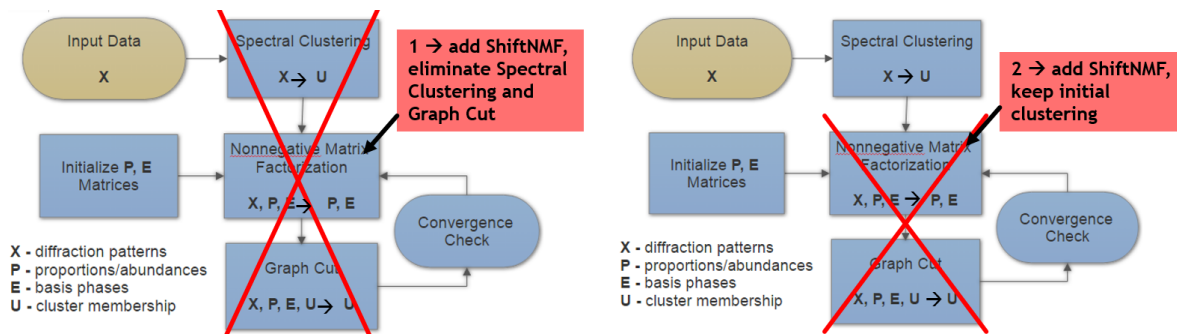 Input Data
X
Spectral Clustering
X → U
1 → add ShiftNMF,
eliminate Spectral
Clustering and
Graph Cut
Initialize P, E
Matrices
Nonnegative Matrix
Factorization
X, P, E → P, E
Convergence
Check
Graph Cut
X, P, E, U → U
X - diffraction patterns
P - proportions/abundances
E - basis phases
U - cluster membership
Input Data
X
Spectral Clustering
X → U
2 → add ShiftNMF,
keep initial
clustering
Initialize P, E
Matrices
Nonnegative Matrix
Factorization
X, P, E → P, E
Convergence
Check
Graph Cut
X, P, E, U → U
X - diffraction patterns
P - proportions/abundances
E - basis phases
U - cluster membership